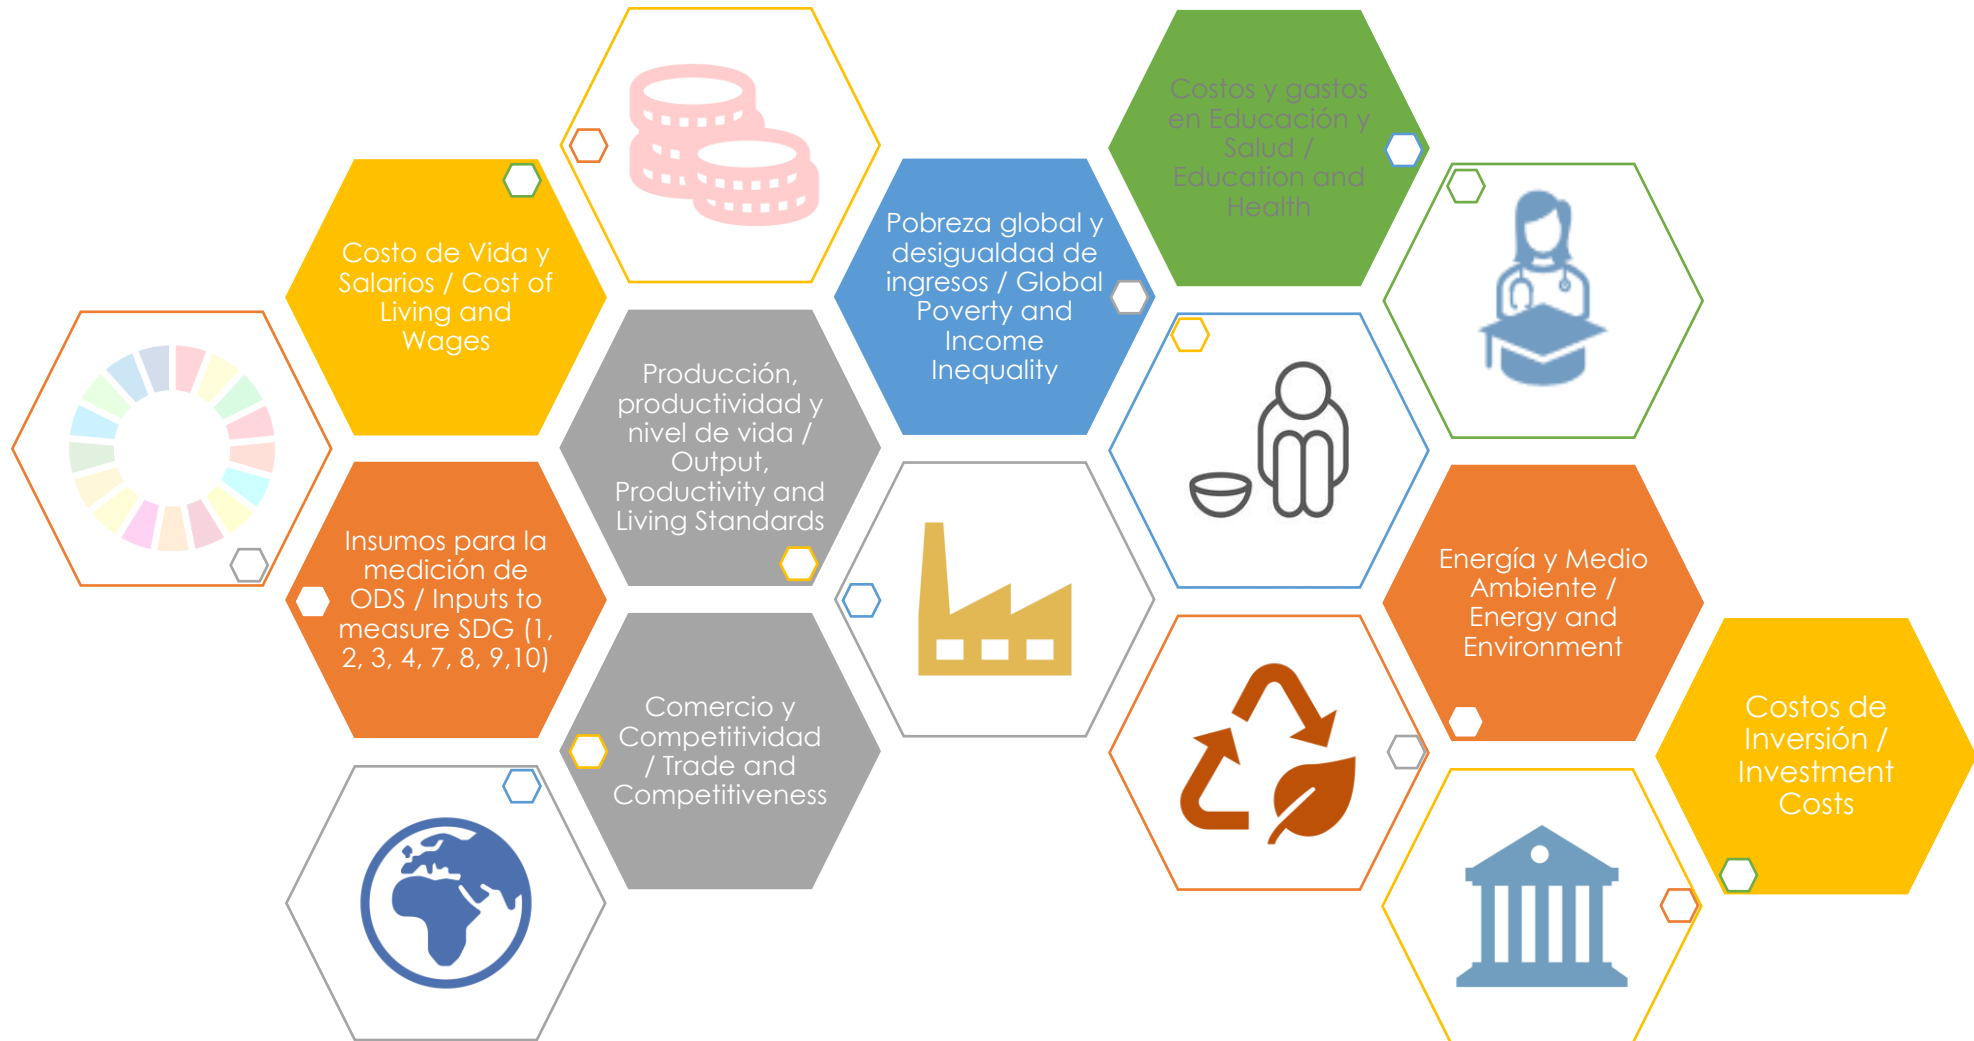 Costos y gastos
en Educación y
Salud /
Education and
Health
Costo de Vida y
Salarios / Cost of
Living and
Wages
Pobreza global y
desigualdad de
ingresos / Global
Poverty and
Income
Inequality
Producción,
productividad y
nivel de vida /
Output,
Productivity and
Living Standards
Insumos para la
medición de
ODS / Inputs to
measure SDG (1,
2, 3, 4, 7, 8, 9,10)
Energía y Medio
Ambiente /
Energy and
Environment
Comercio y
Competitividad
/ Trade and
Competitiveness
Costos de
Inversión /
Investment
Costs